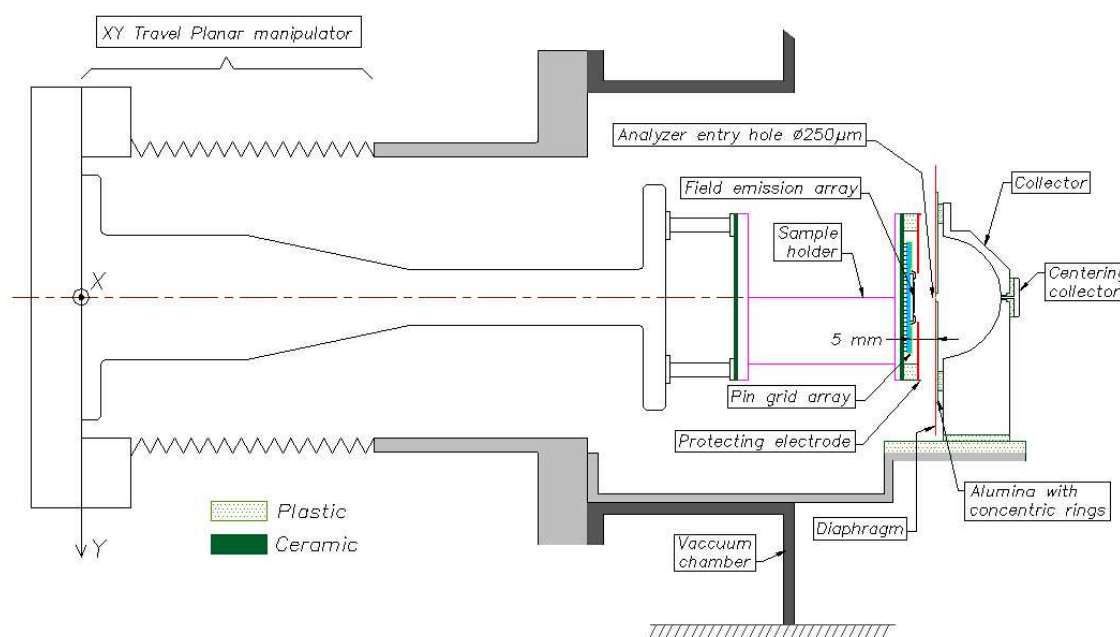 XY Travel Planar manipulator
Analyzer entry hole Ø250µm
Field emission array
Collector
Sample
holder
Centering
collector
X
5 mm
Pin grid array
Protecting electrode
Alumina with
concentric rings
Plastic
Diaphragm
Ceramic
Y
Vaccuum
chamber